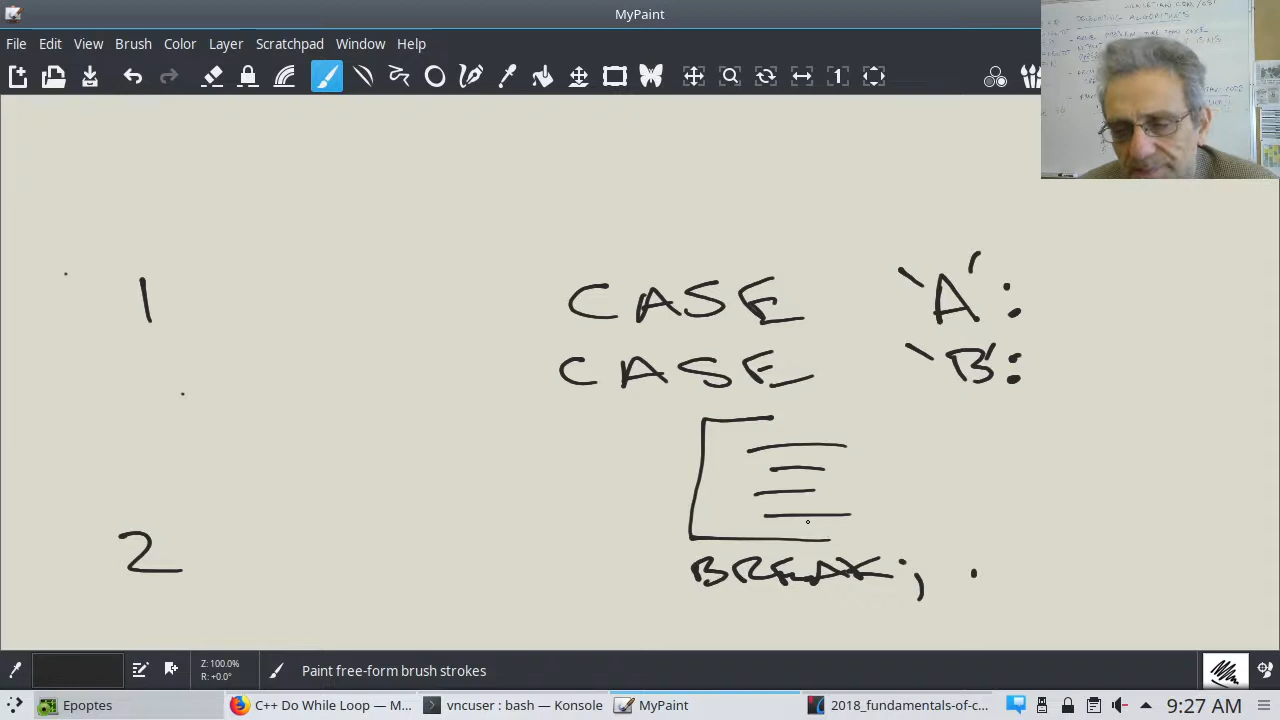 MyPaint
File Edit View Brush Color Layer Scratchpad Window Help
1
1 CASE 'A':
CASE 'B':
2 BREAK;
Z: 100.0%
R: +0.0°
Paint free-form brush strokes
Epoptes
C++ Do While Loop — M...
vncuser : bash — Konsole
MyPaint
2018_fundamentals-of-c...
9:27 AM